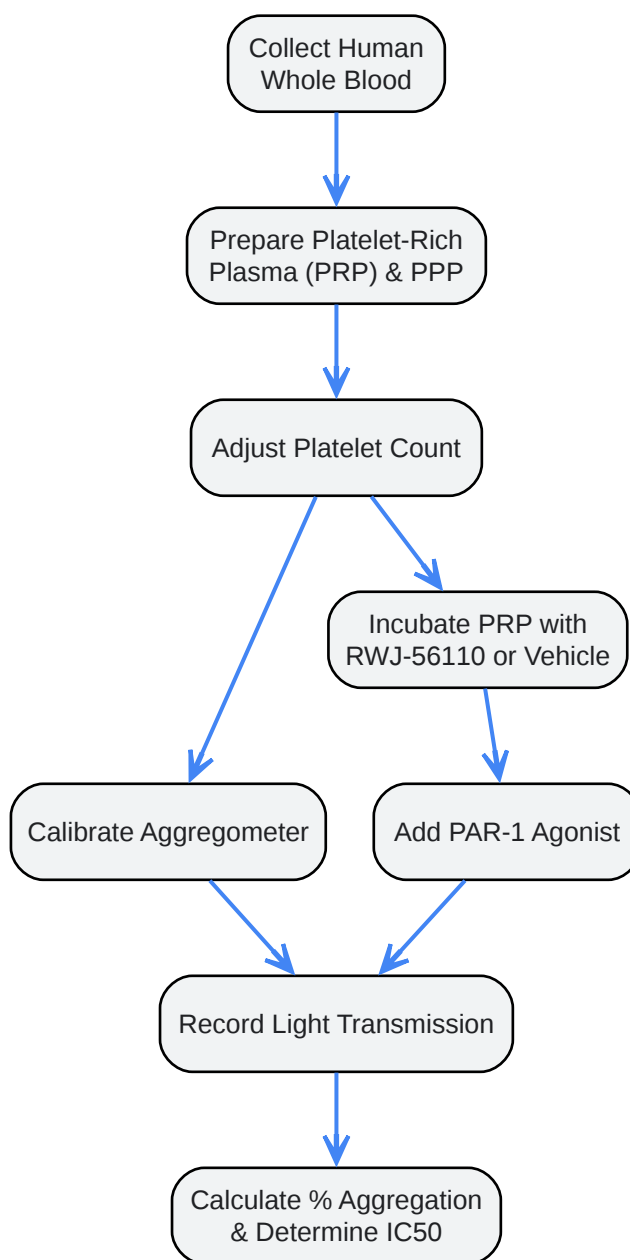 Collect Human
Whole Blood
Prepare Platelet-Rich
Plasma (PRP) & PPP
Adjust Platelet Count
Incubate PRP with
RWJ-56110 or Vehicle
Calibrate Aggregometer
Add PAR-1 Agonist
Record Light Transmission
Calculate % Aggregation
& Determine IC50